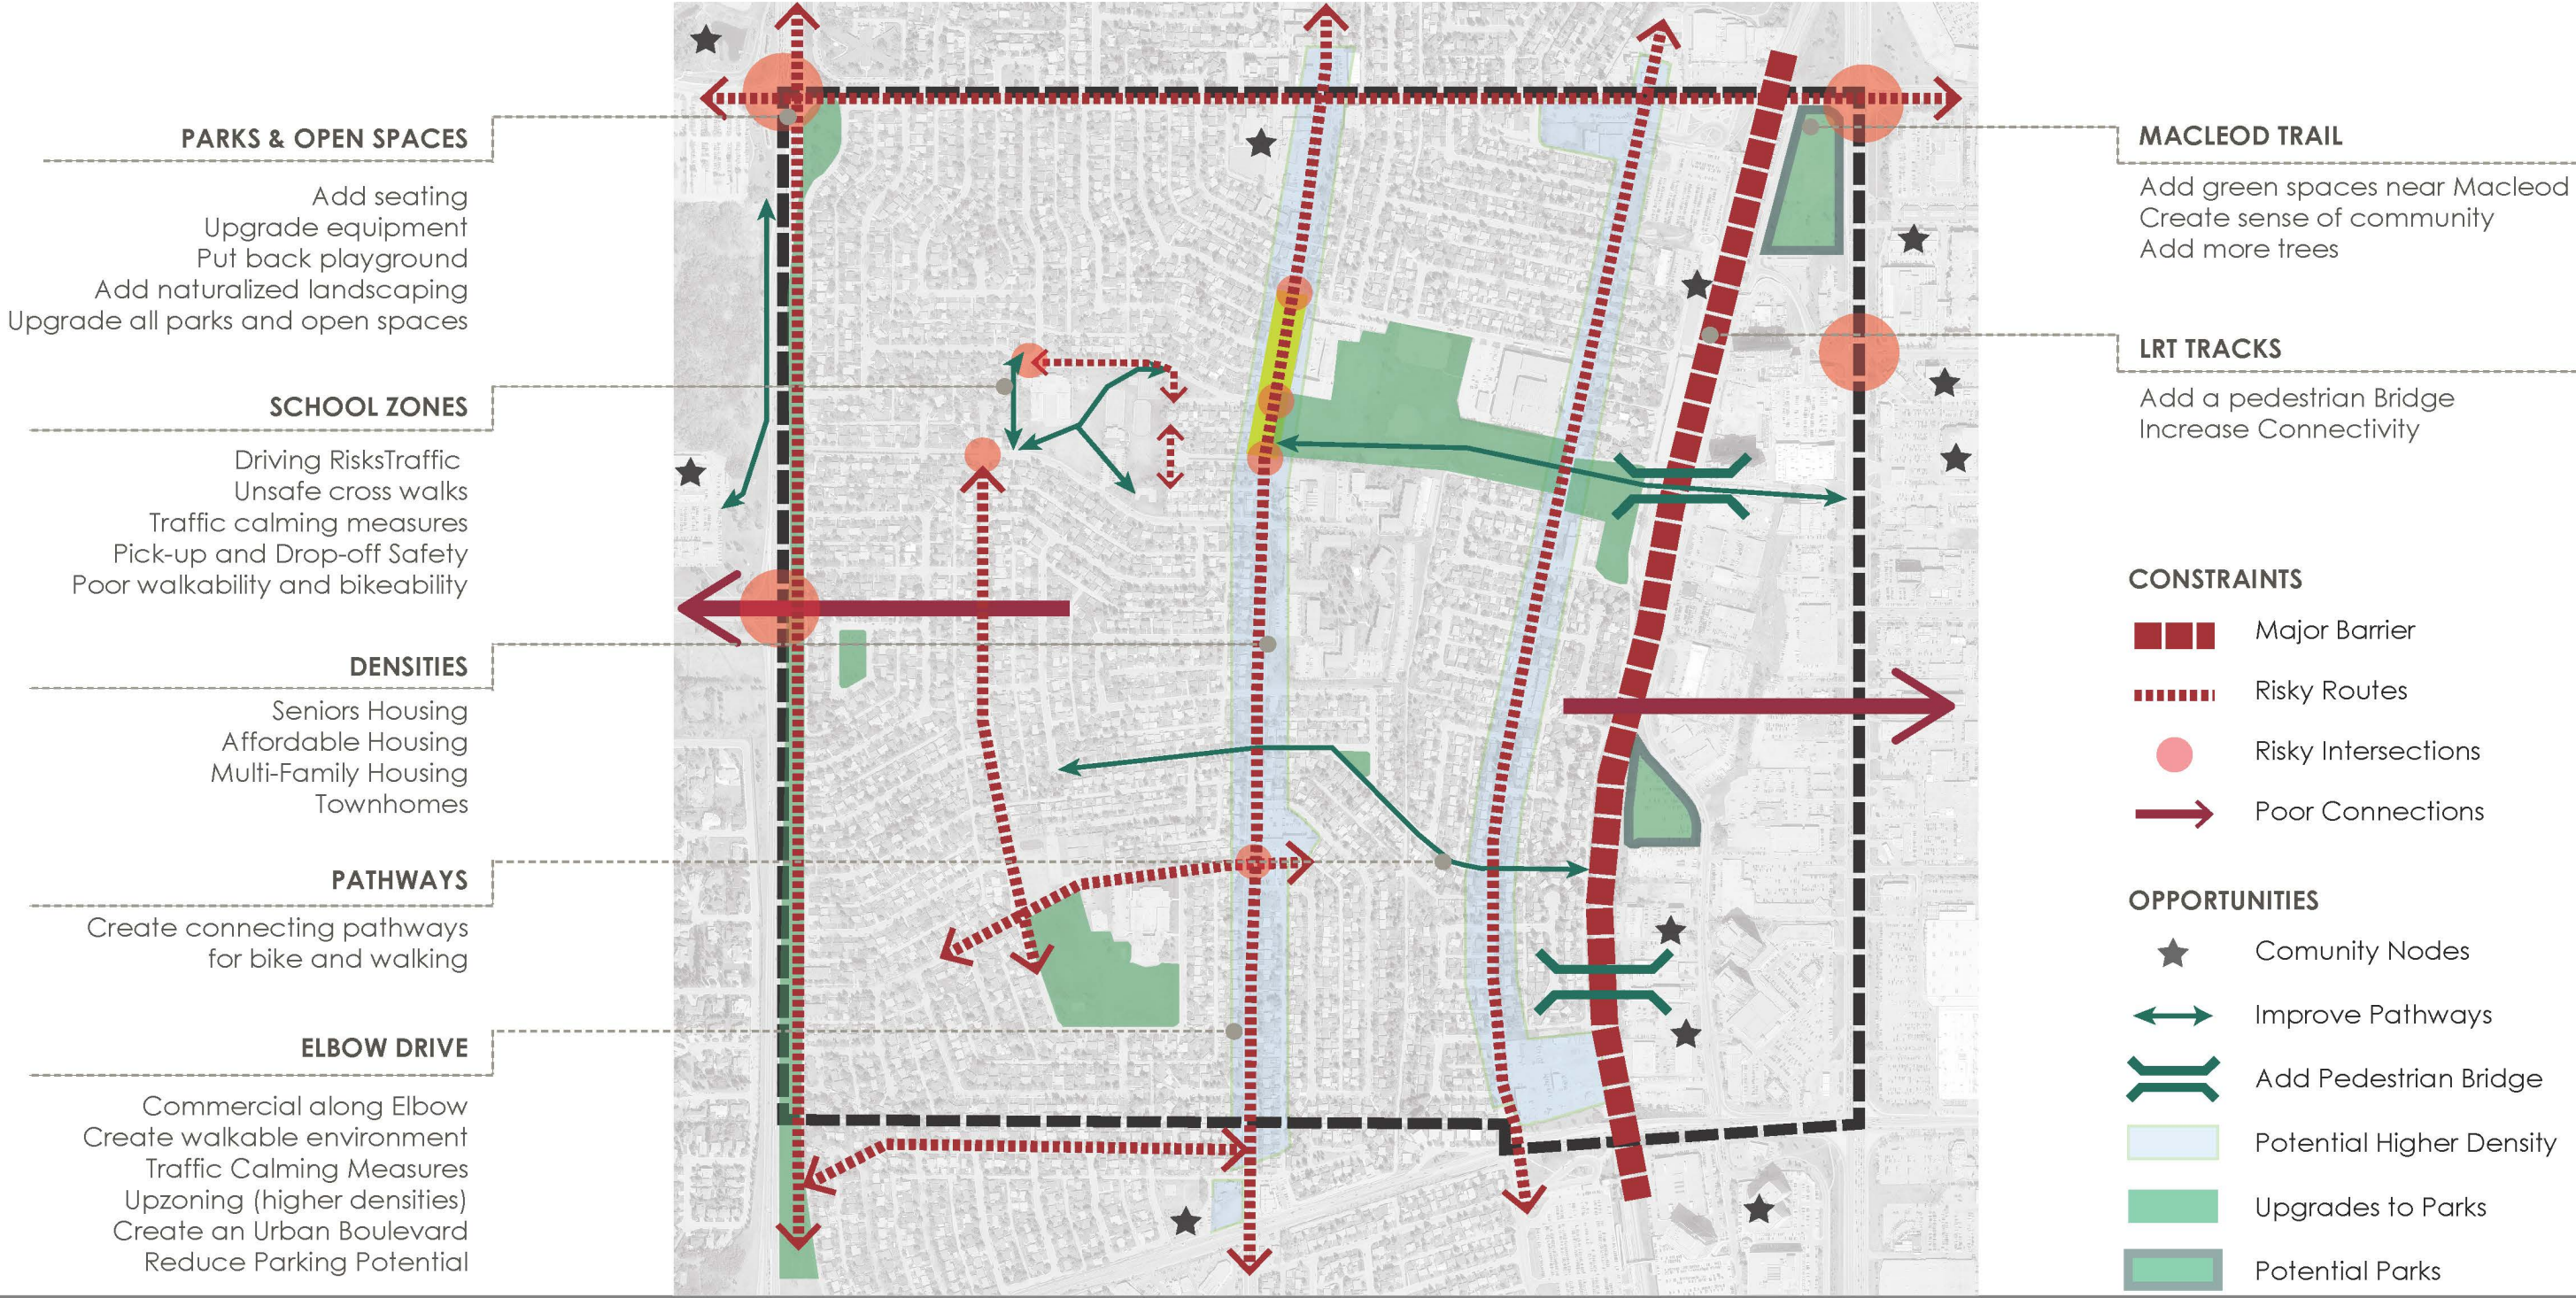 PARKS & OPEN SPACES
Add seating
Upgrade equipment
Put back playground
Add naturalized landscaping
Upgrade all parks and open spaces
SCHOOL ZONES
Driving RisksTraffic
Unsafe cross walks
Traffic calming measures
Pick-up and Drop-off Safety
Poor walkability and bikeability
DENSITIES
Seniors Housing
Affordable Housing
Multi-Family Housing
Townhomes
PATHWAYS
Create connecting pathways
for bike and walking
ELBOW DRIVE
Commercial along Elbow
Create walkable environment
Traffic Calming Measures
Upzoning (higher densities)
Create an Urban Boulevard
Reduce Parking Potential
MACLEOD TRAIL
Add green spaces near Macleod
Create sense of community
Add more trees
LRT TRACKS
Add a pedestrian Bridge
Increase Connectivity
CONSTRAINTS
Major Barrier
Risky Routes
Risky Intersections
Poor Connections
OPPORTUNITIES
Comunity Nodes
Improve Pathways
Add Pedestrian Bridge
Potential Higher Density
Upgrades to Parks
Potential Parks